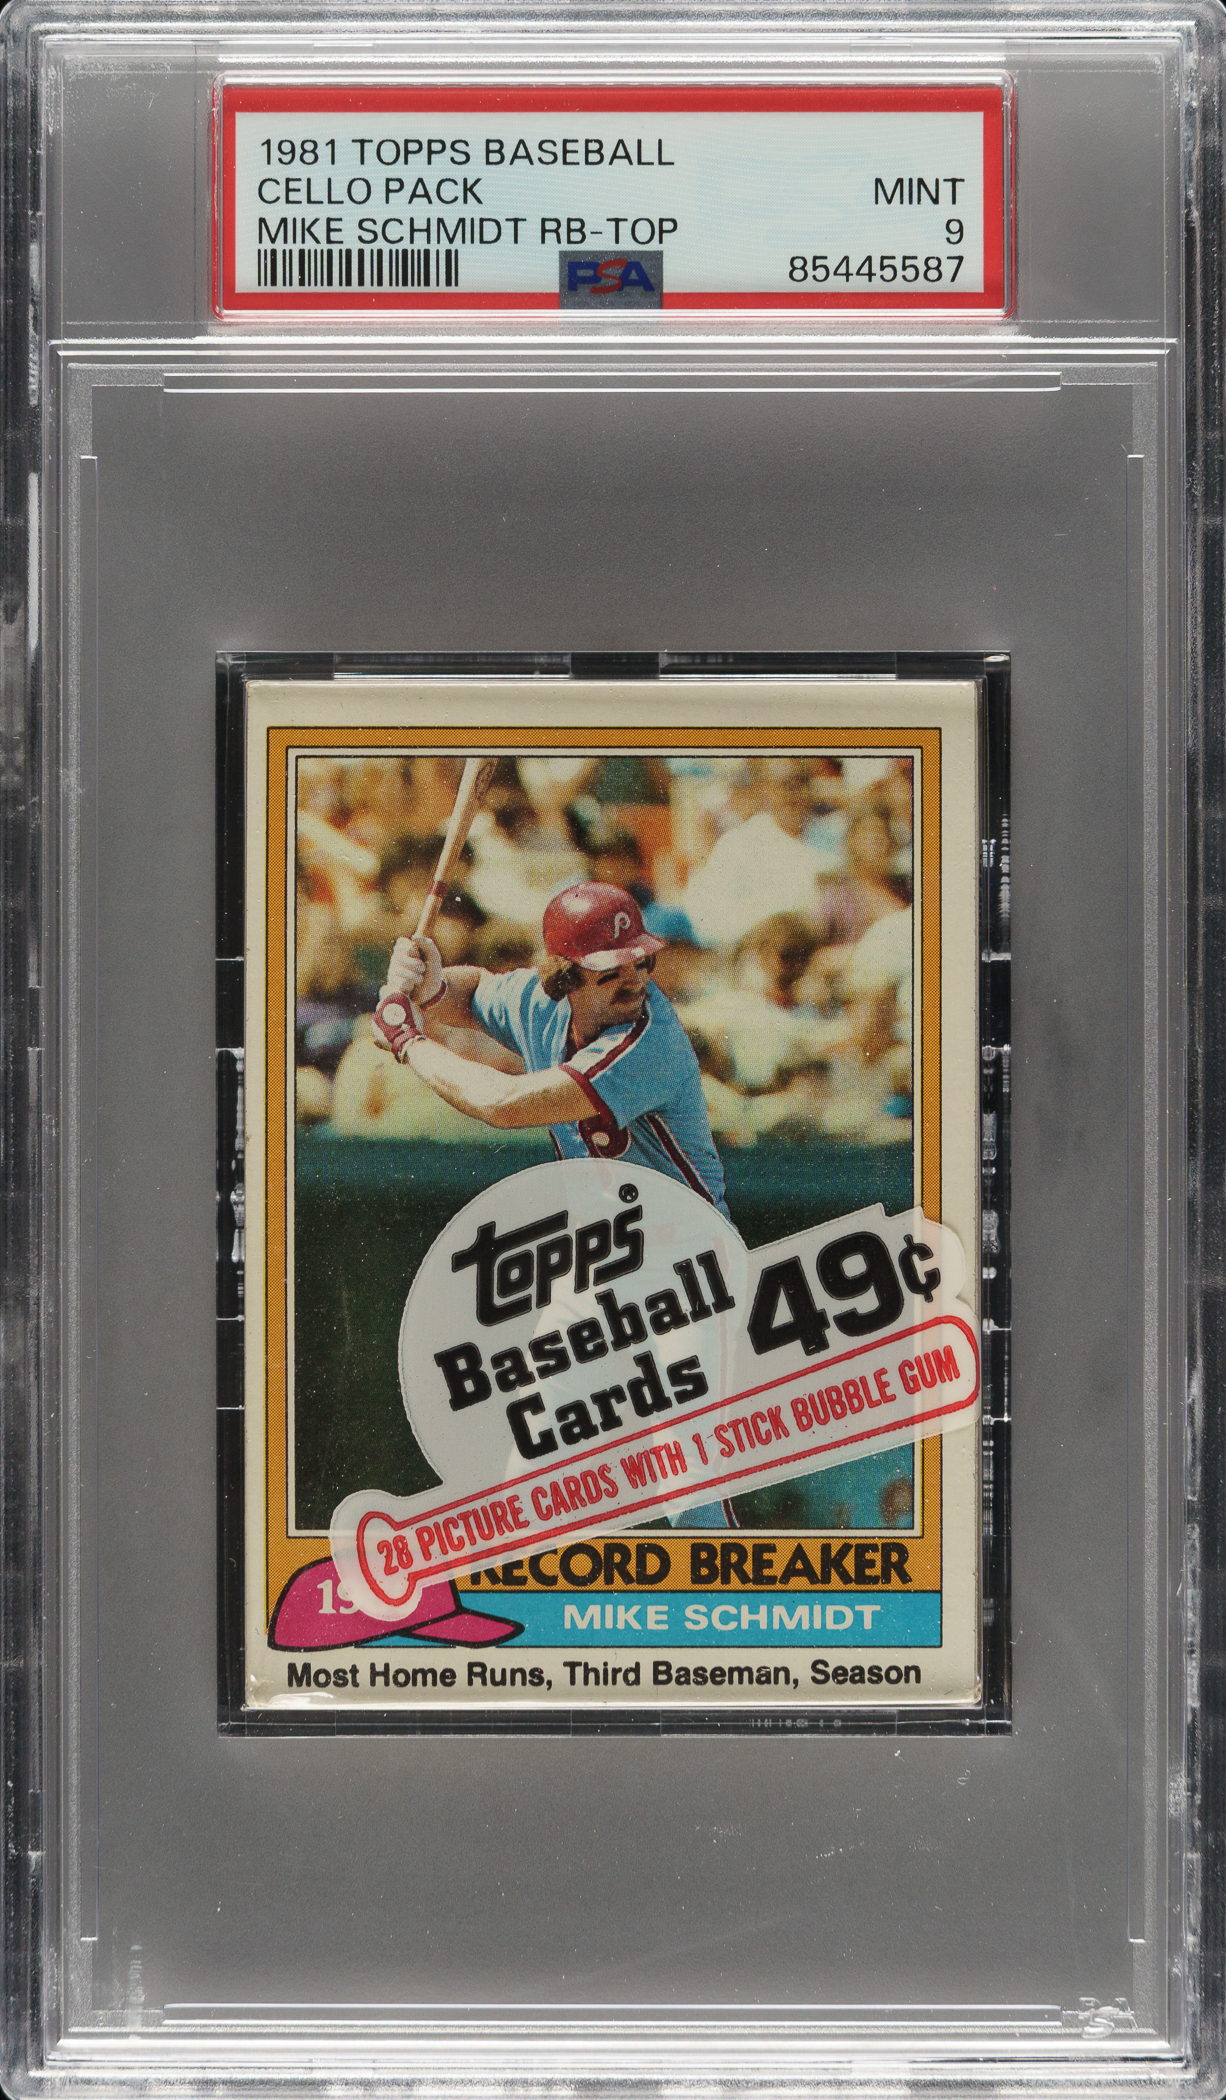 1981 TOPPS BASEBALL
CELLO PACK MINT
MIKE SCHMIDT RB-TOP 9
PSA 85445587
P
P
topps®
Baseball 49¢
Cards
28 PICTURE CARDS WITH 1 STICK BUBBLE GUM
RECORD BREAKER
MIKE SCHMIDT
Most Home Runs, Third Baseman, Season